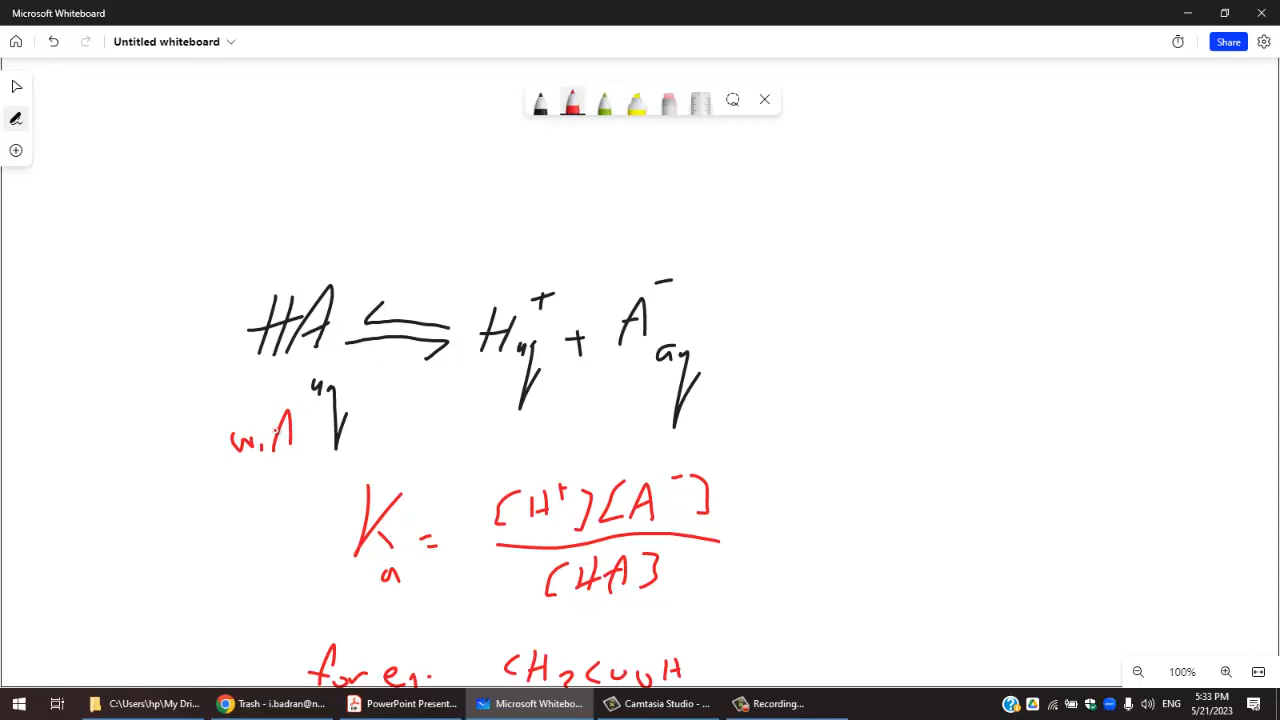 Microsoft Whiteboard
Untitled whiteboard
Share
HA aq ⇌ H+ aq + A- aq
w.A
Ka = [H+][A-] / [HA]
for eg. CH3COOH
100%
C:\Users\hp\My Dri...
Trash - i.badran@n...
PowerPoint Present...
Microsoft Whiteboo...
Camtasia Studio - ...
Recording...
ENG
5:33 PM
5/21/2023